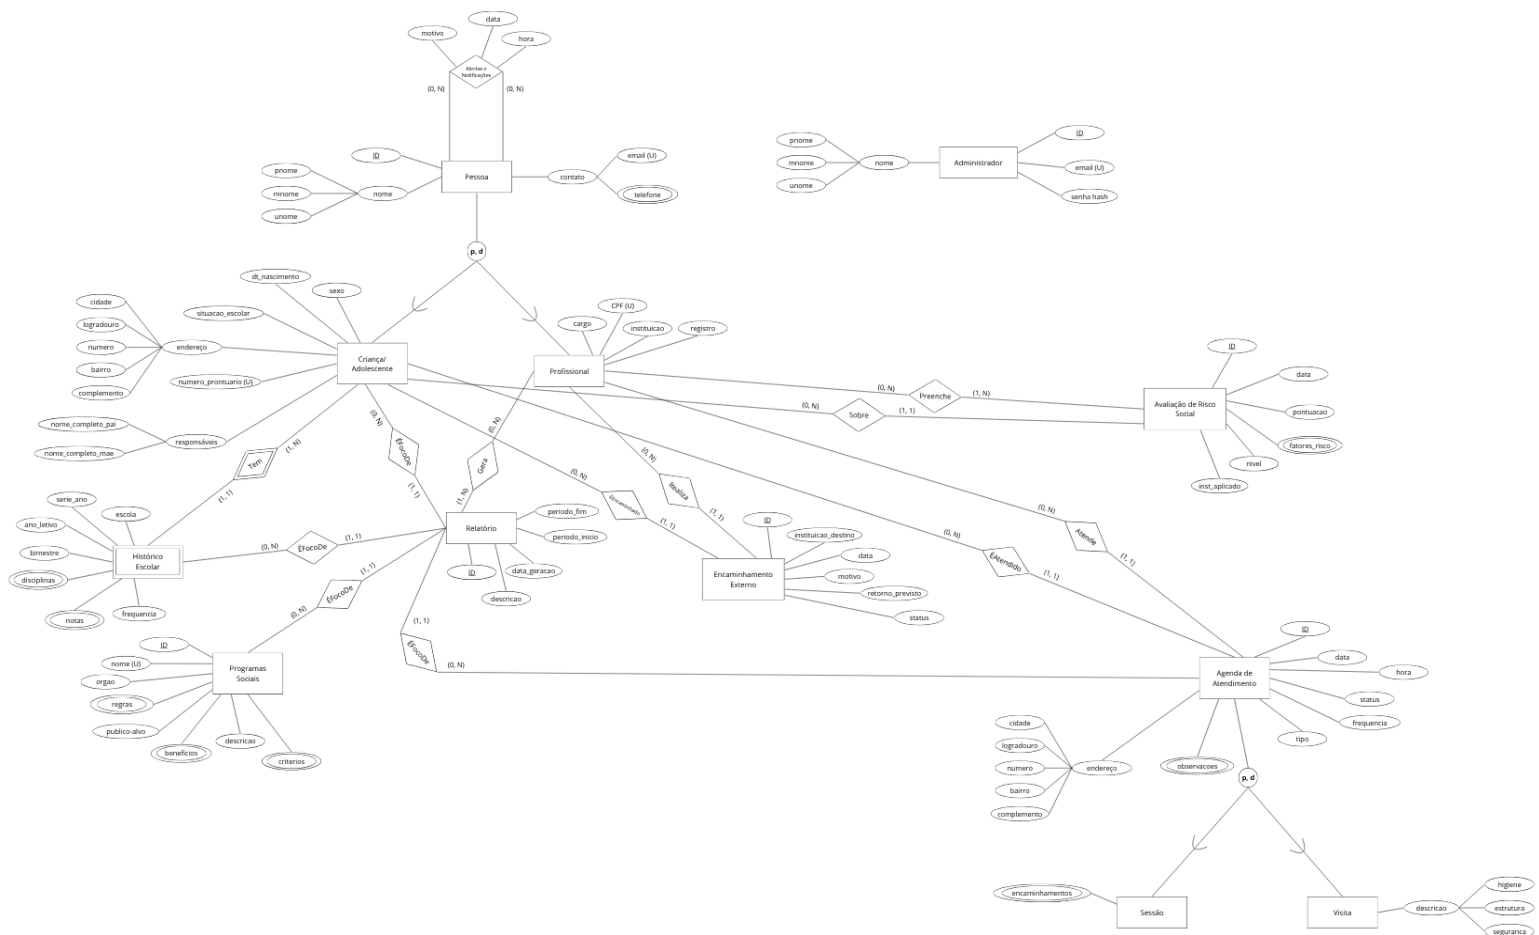 data
motivo
hora
Alertas e
Notificações
(0, N)
(0, N)
ID
pnome
mnome
unome
nome
Pessoa
contato
email (U)
telefone
pnome
mnome
unome
nome
Administrador
ID
email (U)
senha hash
p, d
dt_nascimento
sexo
situacao_escolar
cidade
logradouro
numero
bairro
complemento
endereço
numero_prontuario (U)
nome_completo_pai
nome_completo_mae
responsáveis
Criança/
Adolescente
CPF (U)
cargo
instituicao
registro
Profissional
(0, N)
Preenche
(1, N)
(0, N)
Sobre
(1, 1)
ID
data
pontuacao
fatores_risco
nivel
inst_aplicado
Avaliação de Risco
Social
(1, N)
Tem
(1, 1)
(0, N)
ÉFocoDe
(1, 1)
(0, N)
Gera
(1, N)
(0, N)
ÉEncaminhado
(1, 1)
(0, N)
Realiza
(1, 1)
(0, N)
ÉAtendido
(1, 1)
(0, N)
Atende
(1, 1)
serie_ano
escola
ano_letivo
bimestre
disciplinas
notas
frequencia
Histórico
Escolar
(0, N)
ÉFocoDe
(1, 1)
Relatório
periodo_fim
periodo_inicio
data_geracao
ID
descricao
(1, 1)
ÉFocoDe
(0, N)
(1, 1)
ÉFocoDe
(0, N)
ID
instituicao_destino
data
motivo
retorno_previsto
status
Encaminhamento
Externo
ID
nome (U)
orgao
regras
publico-alvo
beneficios
descricao
criterios
Programas
Sociais
ID
data
hora
status
frequencia
tipo
observacoes
Agenda de
Atendimento
cidade
logradouro
numero
bairro
complemento
endereço
p, d
encaminhamentos
Sessão
Visita
descricao
higiene
estrutura
segurança